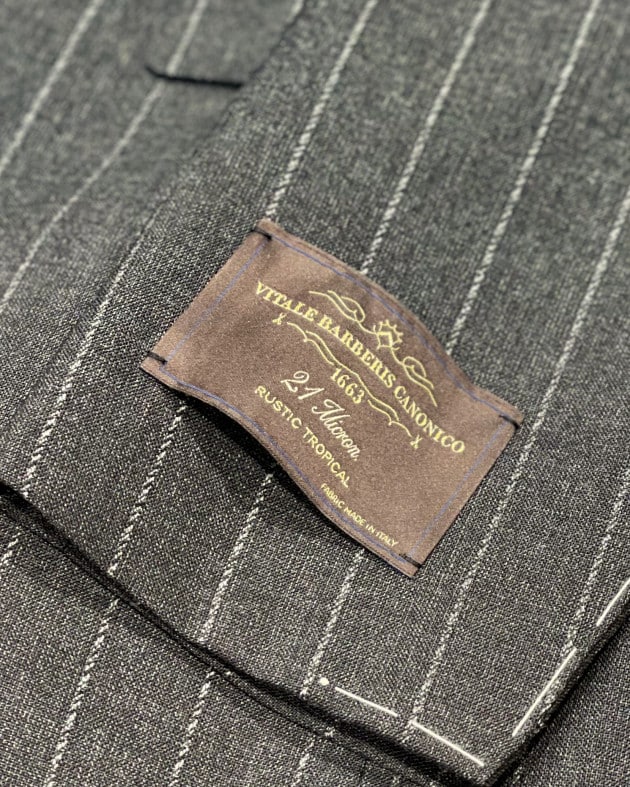 VITALE BARBERIS CANONICO
1663
21 Micron.
RUSTIC TROPICAL
FABRIC MADE IN ITALY